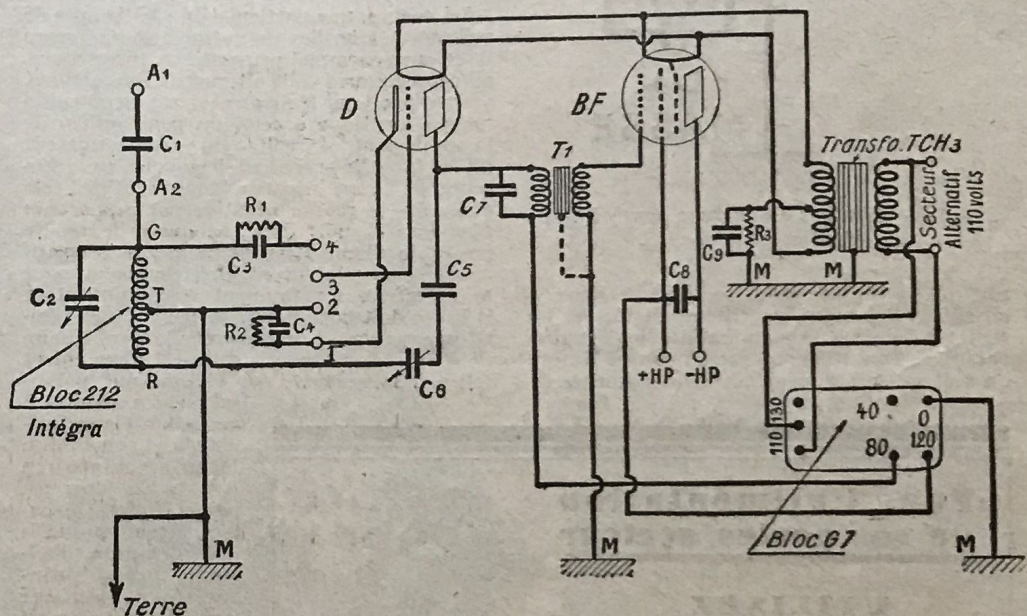 A1
C1
A2
G
R1
C3
4
3
T
2
C2
R2
C4
1
R
C6
Bloc 212
Intégra
M
Terre
D
C5
C7
T1
BF
C8
+HP
-HP
M
Transfo. TCH3
C9
R3
M
M
Secteur
Alternatif
110 volts
130
110
40
0
80
120
Bloc G7
M